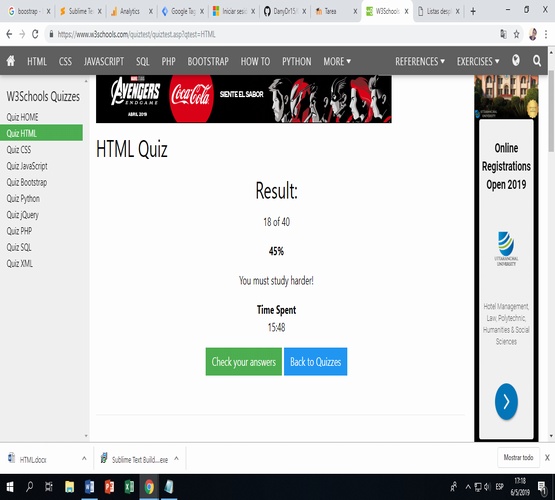 boostrap -
Sublime Text
Analytics
Google Tag
Iniciar sesió
DanyDr15/
Tarea
W3Schools
Listas desp
https://www.w3schools.com/quiztest/quiztest.asp?qtest=HTML
HTML CSS JAVASCRIPT SQL PHP BOOTSTRAP HOW TO PYTHON MORE REFERENCES EXERCISES
W3Schools Quizzes
Quiz HOME
Quiz HTML
Quiz CSS
Quiz JavaScript
Quiz Bootstrap
Quiz Python
Quiz jQuery
Quiz PHP
Quiz SQL
Quiz XML
AVENGERS
ENDGAME
ABRIL 2019
Coca-Cola
SIENTE EL SABOR
HTML Quiz
Result:
18 of 40
45%
You must study harder!
Time Spent
15:48
Check your answers
Back to Quizzes
Online
Registrations
Open 2019
UTTARANCHAL
UNIVERSITY
Hotel Management,
Law, Polytechnic,
Humanities & Social
Sciences
HTML.docx
Sublime Text Build....exe
Mostrar todo
ESP
17:18
6/5/2019